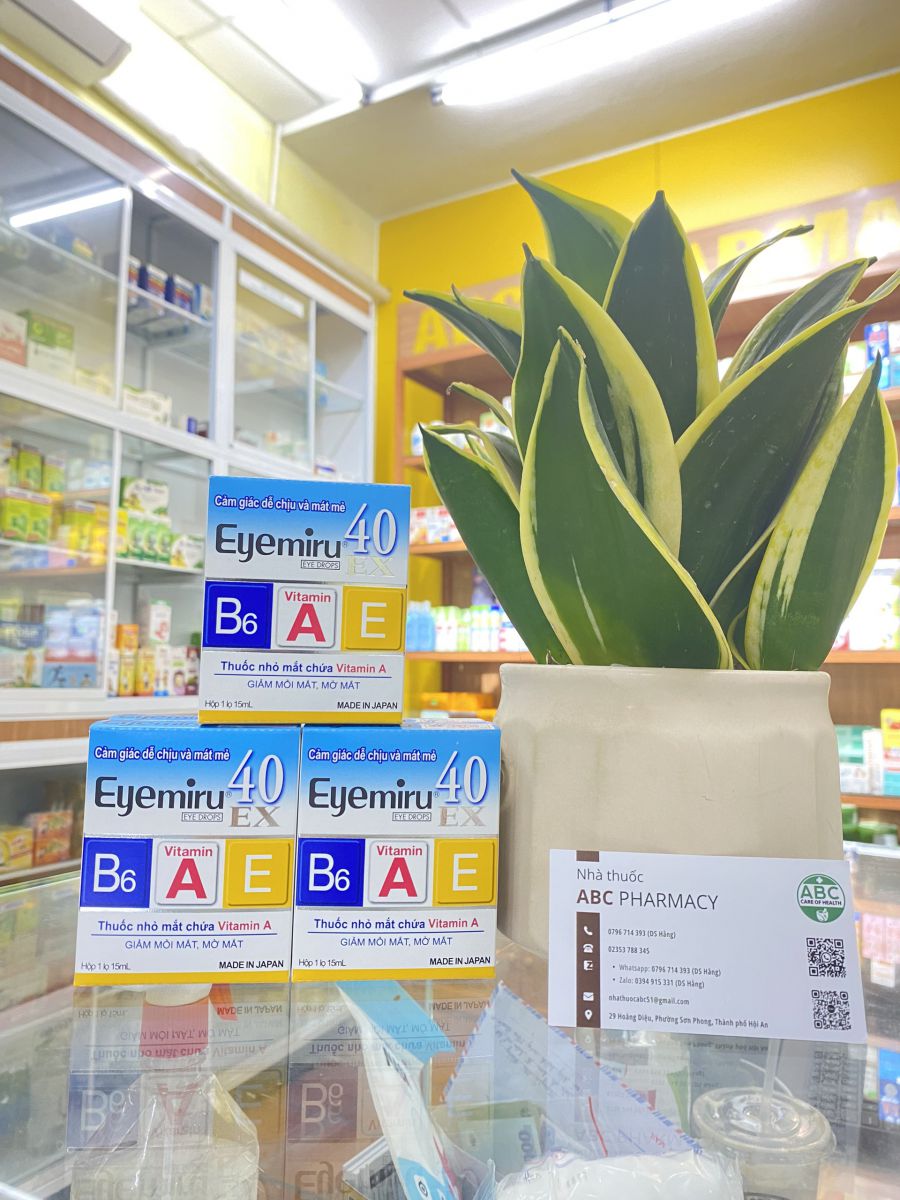 Cảm giác dễ chịu và mát mẻ
Eyemiru® 40
EYE DROPS EX
B6 Vitamin A E
Thuốc nhỏ mắt chứa Vitamin A
GIẢM MỎI MẮT, MỜ MẮT
Hộp 1 lọ 15mL MADE IN JAPAN
Cảm giác dễ chịu và mát mẻ
Eyemiru® 40
EYE DROPS EX
B6 Vitamin A E
Thuốc nhỏ mắt chứa Vitamin A
GIẢM MỎI MẮT, MỜ MẮT
Hộp 1 lọ 15mL MADE IN JAPAN
Cảm giác dễ chịu và mát mẻ
Eyemiru® 40
EYE DROPS EX
B6 Vitamin A E
Thuốc nhỏ mắt chứa Vitamin A
GIẢM MỎI MẮT, MỜ MẮT
Hộp 1 lọ 15mL MADE IN JAPAN
Nhà thuốc
ABC PHARMACY
ABC
CARE OF HEALTH
0796 714 393 (DS Hằng)
02353 788 345
• Whatsapp: 0796 714 393 (DS Hằng)
• Zalo: 0394 915 331 (DS Hằng)
nhathuocabc51@gmail.com
29 Hoàng Diệu, Phường Sơn Phong, Thành phố Hội An